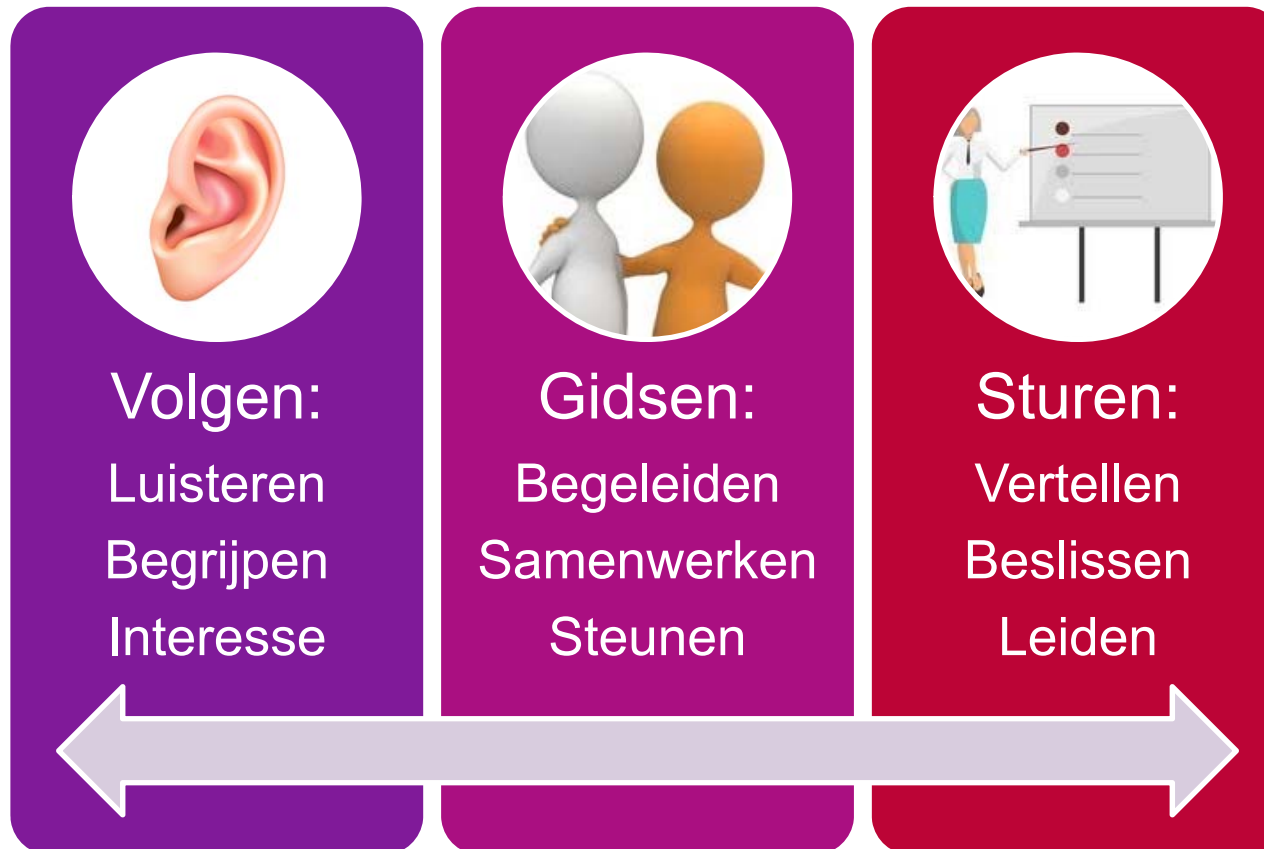 Volgen:
Luisteren
Begrijpen
Interesse
Gidsen:
Begeleiden
Samenwerken
Steunen
Sturen:
Vertellen
Beslissen
Leiden